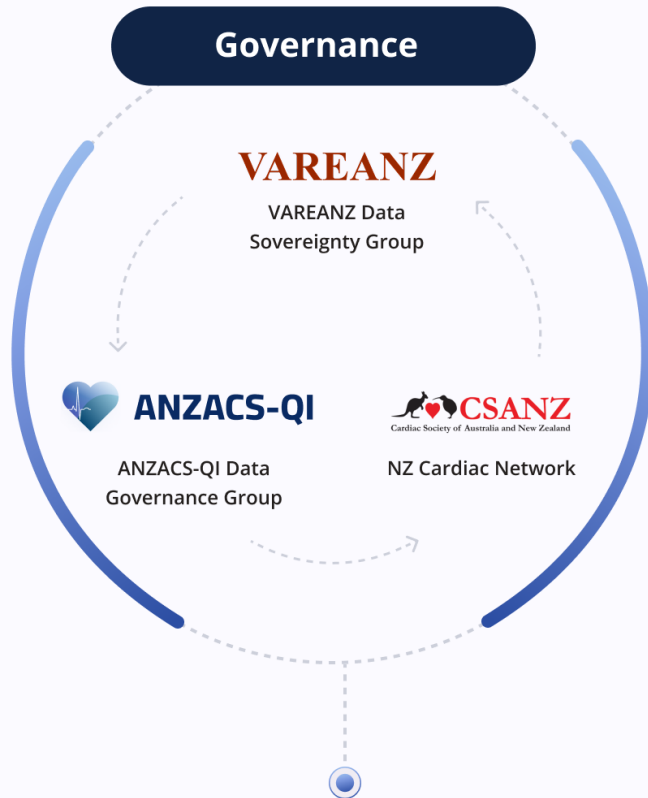 Governance
VAREANZ
VAREANZ Data
Sovereignty Group
ANZACS-QI
ANZACS-QI Data
Governance Group
CSANZ
Cardiac Society of Australia and New Zealand
NZ Cardiac Network